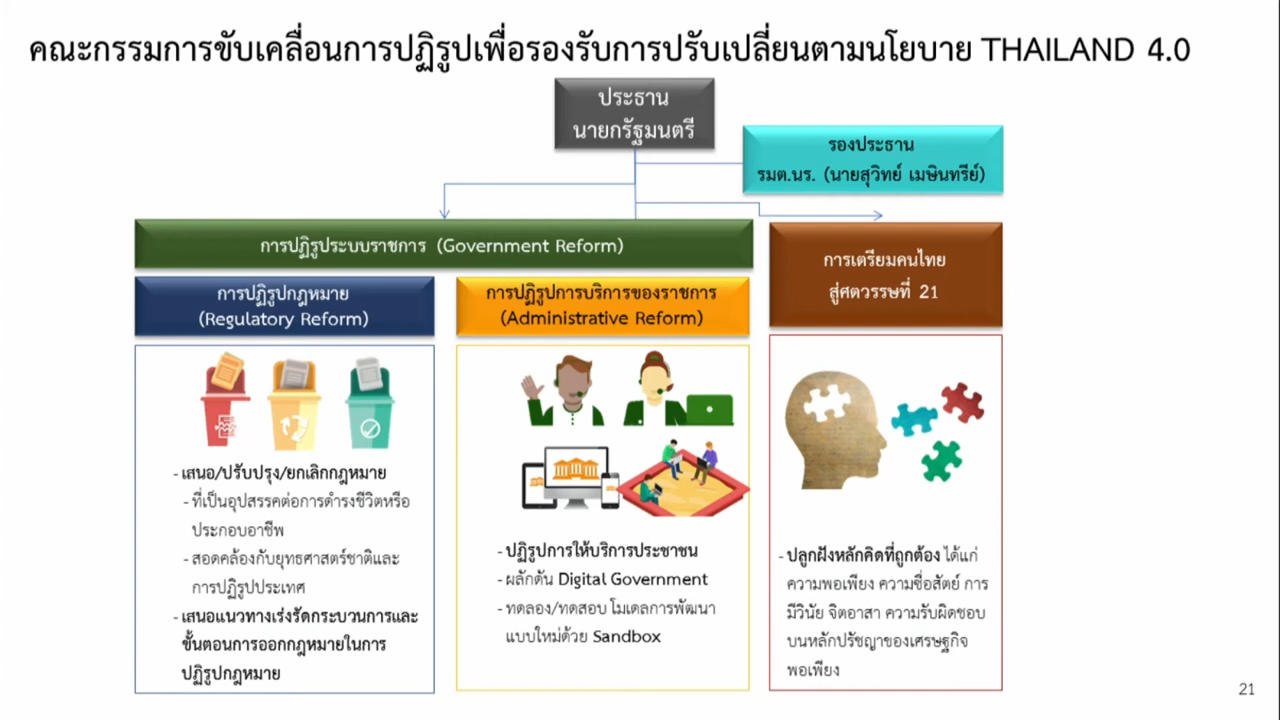 คณะกรรมการขับเคลื่อนการปฏิรูปเพื่อรองรับการปรับเปลี่ยนตามนโยบาย THAILAND 4.0
ประธาน
นายกรัฐมนตรี
รองประธาน
รมต.นร. (นายสุวิทย์ เมษินทรีย์)
การปฏิรูประบบราชการ (Government Reform)
การปฏิรูปกฎหมาย
(Regulatory Reform)
- เสนอ/ปรับปรุง/ยกเลิกกฎหมาย
- ที่เป็นอุปสรรคต่อการดำรงชีวิตหรือ
ประกอบอาชีพ
- สอดคล้องกับยุทธศาสตร์ชาติและ
การปฏิรูปประเทศ
- เสนอแนวทางเร่งรัดกระบวนการและ
ขั้นตอนการออกกฎหมายในการ
ปฏิรูปกฎหมาย
การปฏิรูปการบริการของราชการ
(Administrative Reform)
- ปฏิรูปการให้บริการประชาชน
- ผลักดัน Digital Government
- ทดลอง/ทดสอบ โมเดลการพัฒนา
แบบใหม่ด้วย Sandbox
การเตรียมคนไทย
สู่ศตวรรษที่ 21
- ปลูกฝังหลักคิดที่ถูกต้อง ได้แก่
ความพอเพียง ความซื่อสัตย์ การ
มีวินัย จิตอาสา ความรับผิดชอบ
บนหลักปรัชญาของเศรษฐกิจ
พอเพียง
21